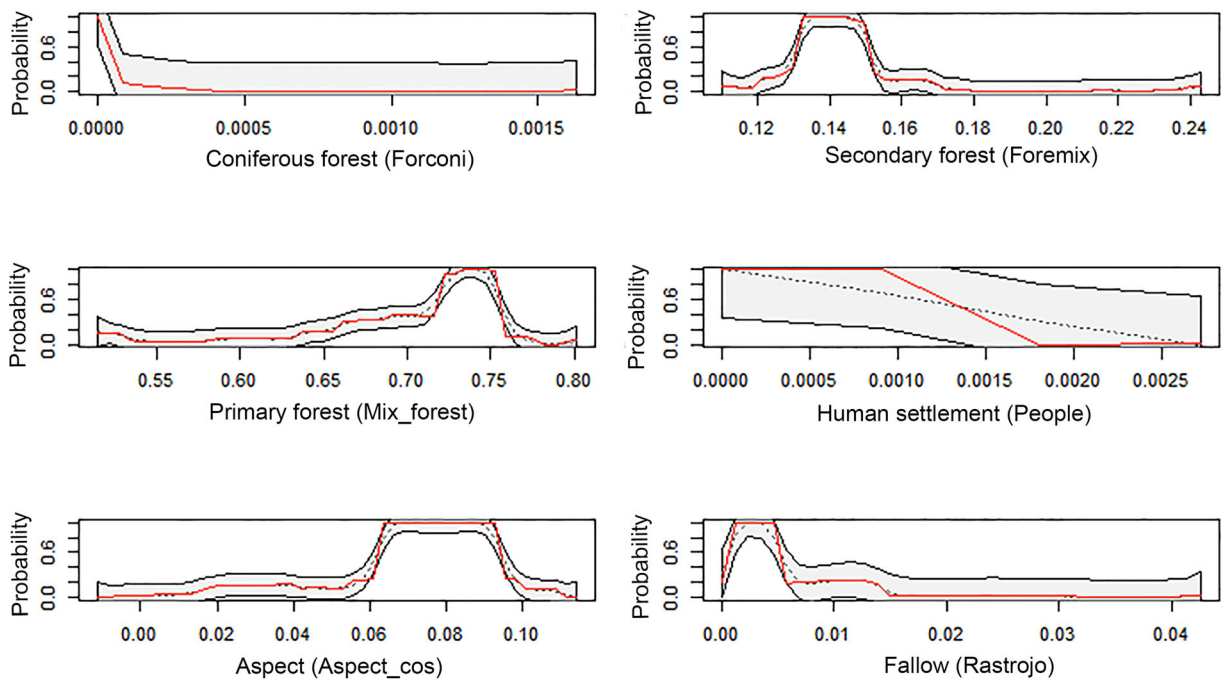 Probability
0.0 0.6
0.0000 0.0005 0.0010 0.0015
Coniferous forest (Forconi)
Probability
0.0 0.6
0.12 0.14 0.16 0.18 0.20 0.22 0.24
Secondary forest (Foremix)
Probability
0.0 0.6
0.55 0.60 0.65 0.70 0.75 0.80
Primary forest (Mix_forest)
Probability
0.0 0.6
0.0000 0.0005 0.0010 0.0015 0.0020 0.0025
Human settlement (People)
Probability
0.0 0.6
0.00 0.02 0.04 0.06 0.08 0.10
Aspect (Aspect_cos)
Probability
0.0 0.6
0.00 0.01 0.02 0.03 0.04
Fallow (Rastrojo)